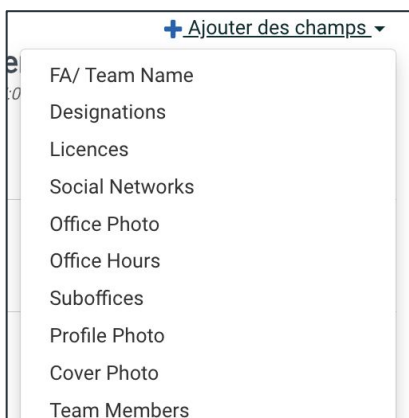 Ajouter des champs
FA/ Team Name
Designations
Licences
Social Networks
Office Photo
Office Hours
Suboffices
Profile Photo
Cover Photo
Team Members